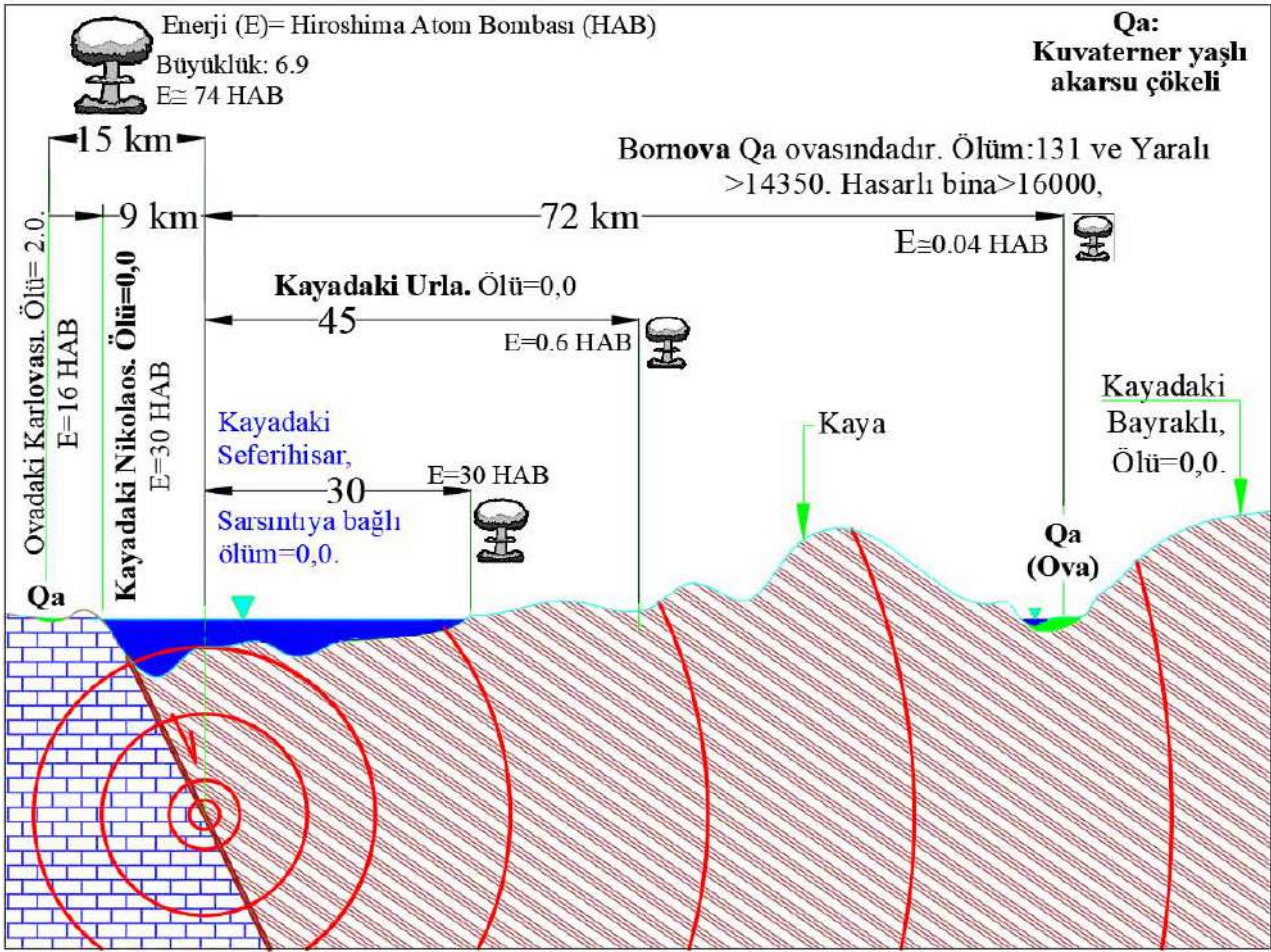 Enerji (E)= Hiroshima Atom Bombası (HAB)
Büyüklük: 6.9
E≅ 74 HAB
Qa:
Kuvaterner yaşlı
akarsu çökeli
15 km
Bornova Qa ovasındadır. Ölüm:131 ve Yaralı
>14350. Hasarlı bina>16000,
9 km
72 km
E≅0.04 HAB
Ovadaki Karlovası. Ölü= 2.0.
E=16 HAB
Kayadaki Nikolaos. Ölü=0,0
E=30 HAB
Kayadaki Urla. Ölü=0,0
45
E=0.6 HAB
Kayadaki
Seferihisar,
E=30 HAB
30
Sarsıntıya bağlı
ölüm=0,0.
Kaya
Kayadaki
Bayraklı,
Ölü=0,0.
Qa
Qa
(Ova)